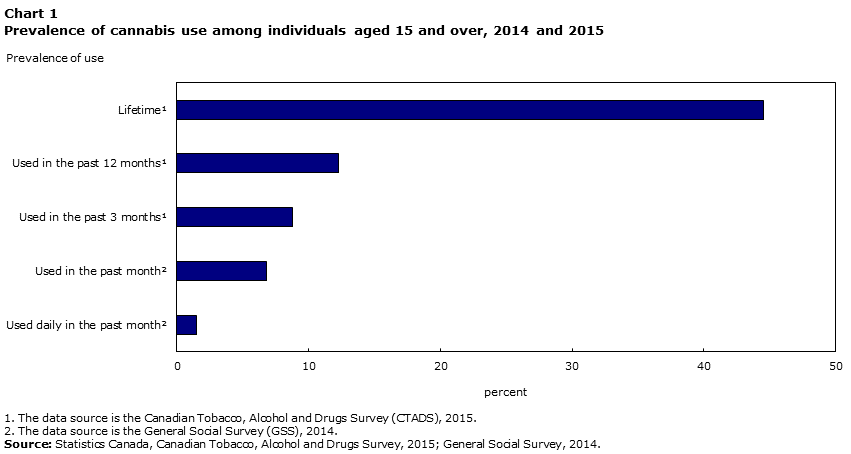 Chart 1
Prevalence of cannabis use among individuals aged 15 and over, 2014 and 2015
Prevalence of use
Lifetime¹
Used in the past 12 months¹
Used in the past 3 months¹
Used in the past month²
Used daily in the past month²
0 10 20 30 40 50
percent
1. The data source is the Canadian Tobacco, Alcohol and Drugs Survey (CTADS), 2015.
2. The data source is the General Social Survey (GSS), 2014.
Source: Statistics Canada, Canadian Tobacco, Alcohol and Drugs Survey, 2015; General Social Survey, 2014.